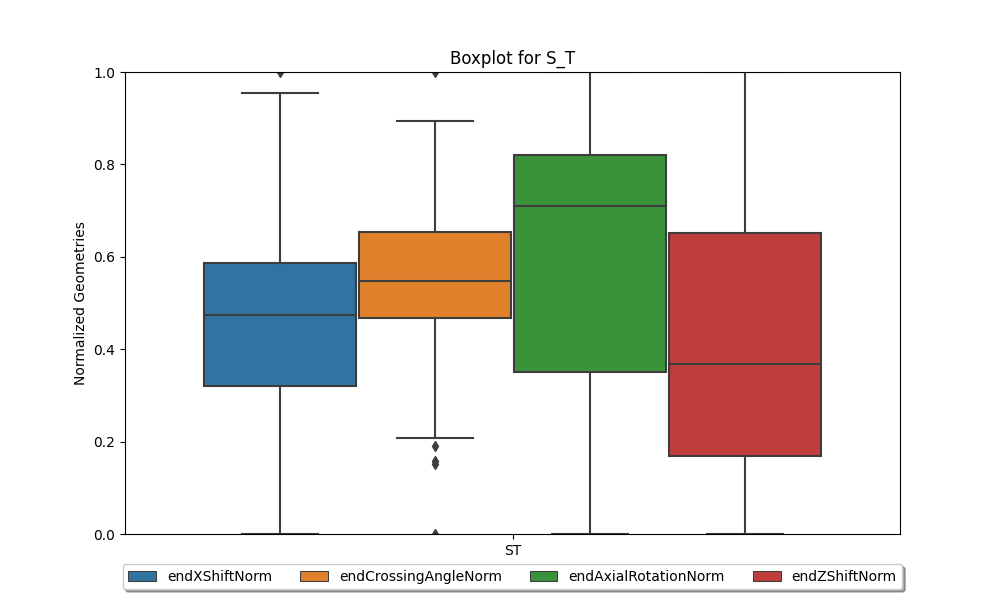 Boxplot for S_T
Normalized Geometries
1.0
0.8
0.6
0.4
0.2
0.0
ST
endXShiftNorm endCrossingAngleNorm endAxialRotationNorm endZShiftNorm